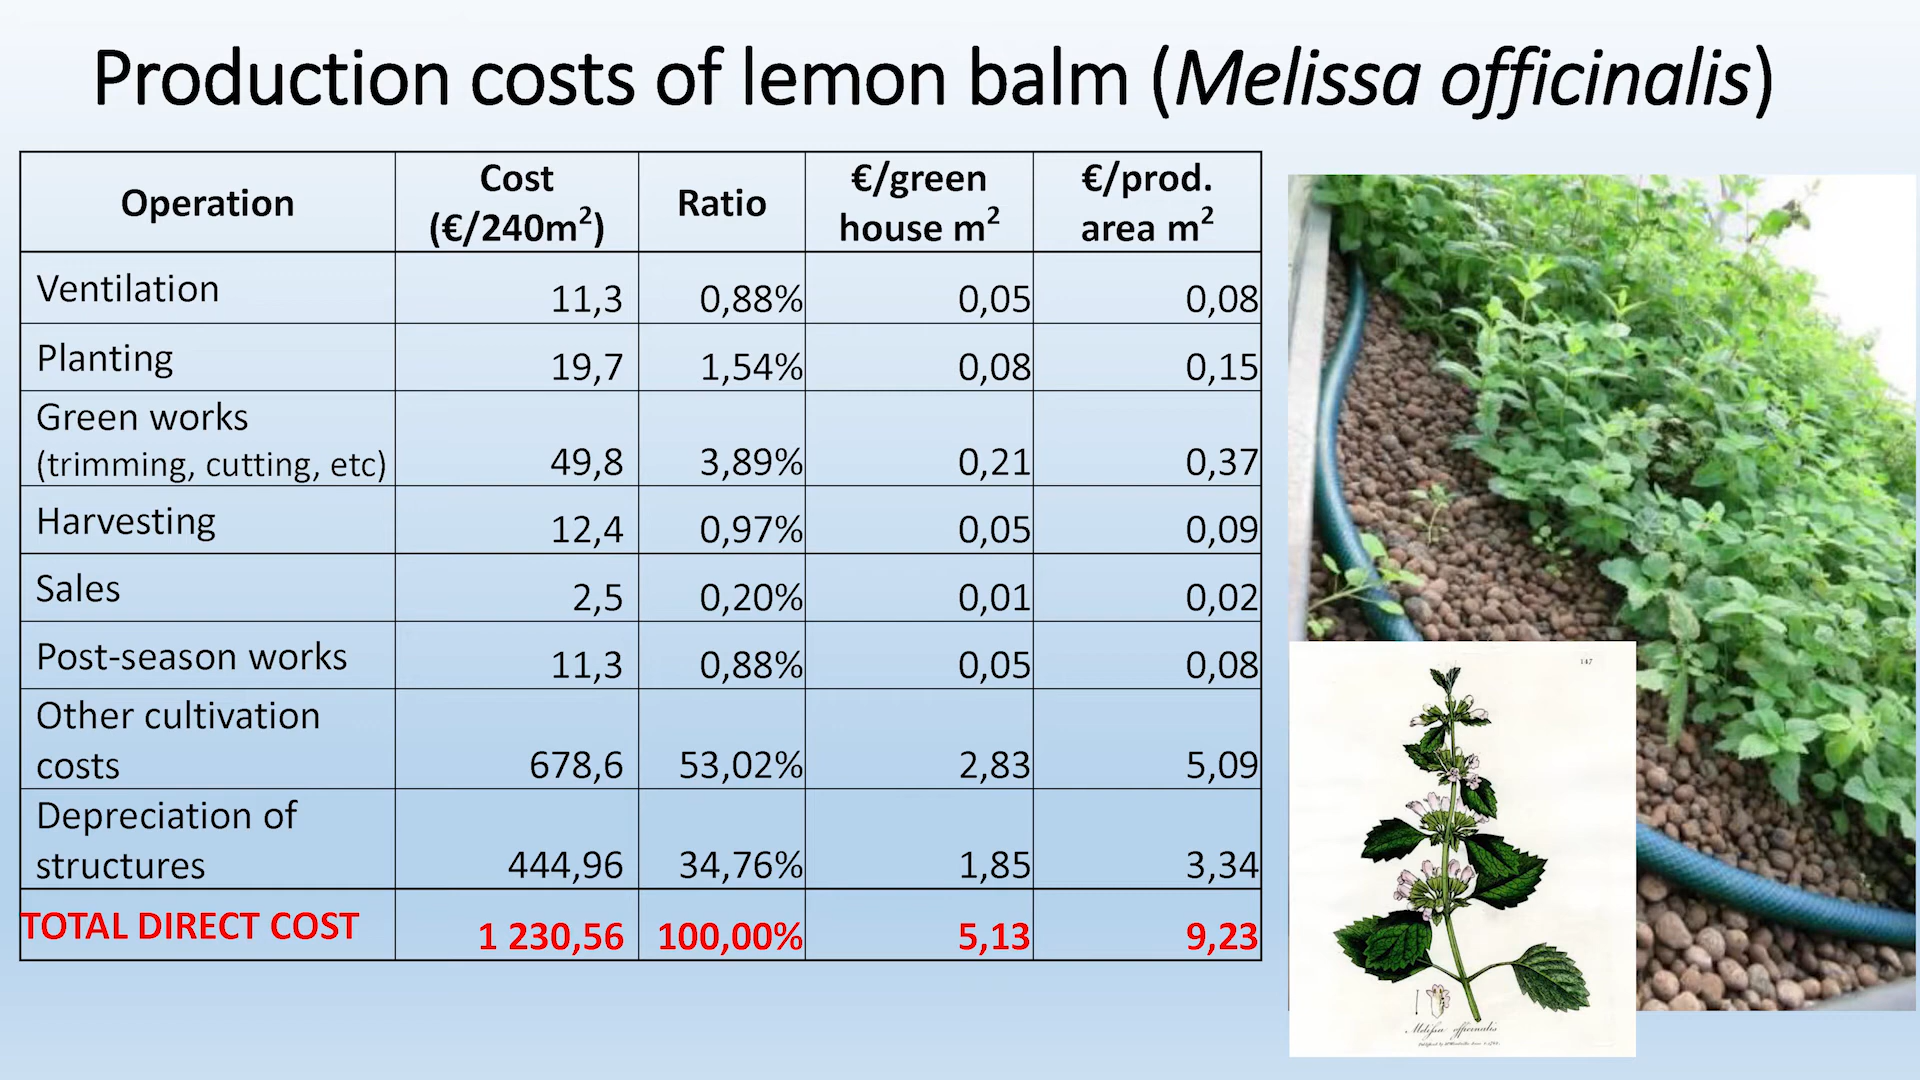 Production costs of lemon balm (Melissa officinalis)
Operation
Cost
(€/240m²)
Ratio
€/green
house m²
€/prod.
area m²
Ventilation 11,3 0,88% 0,05 0,08
Planting 19,7 1,54% 0,08 0,15
Green works
(trimming, cutting, etc) 49,8 3,89% 0,21 0,37
Harvesting 12,4 0,97% 0,05 0,09
Sales 2,5 0,20% 0,01 0,02
Post-season works 11,3 0,88% 0,05 0,08
Other cultivation
costs 678,6 53,02% 2,83 5,09
Depreciation of
structures 444,96 34,76% 1,85 3,34
TOTAL DIRECT COST 1 230,56 100,00% 5,13 9,23
147
Melissa officinalis